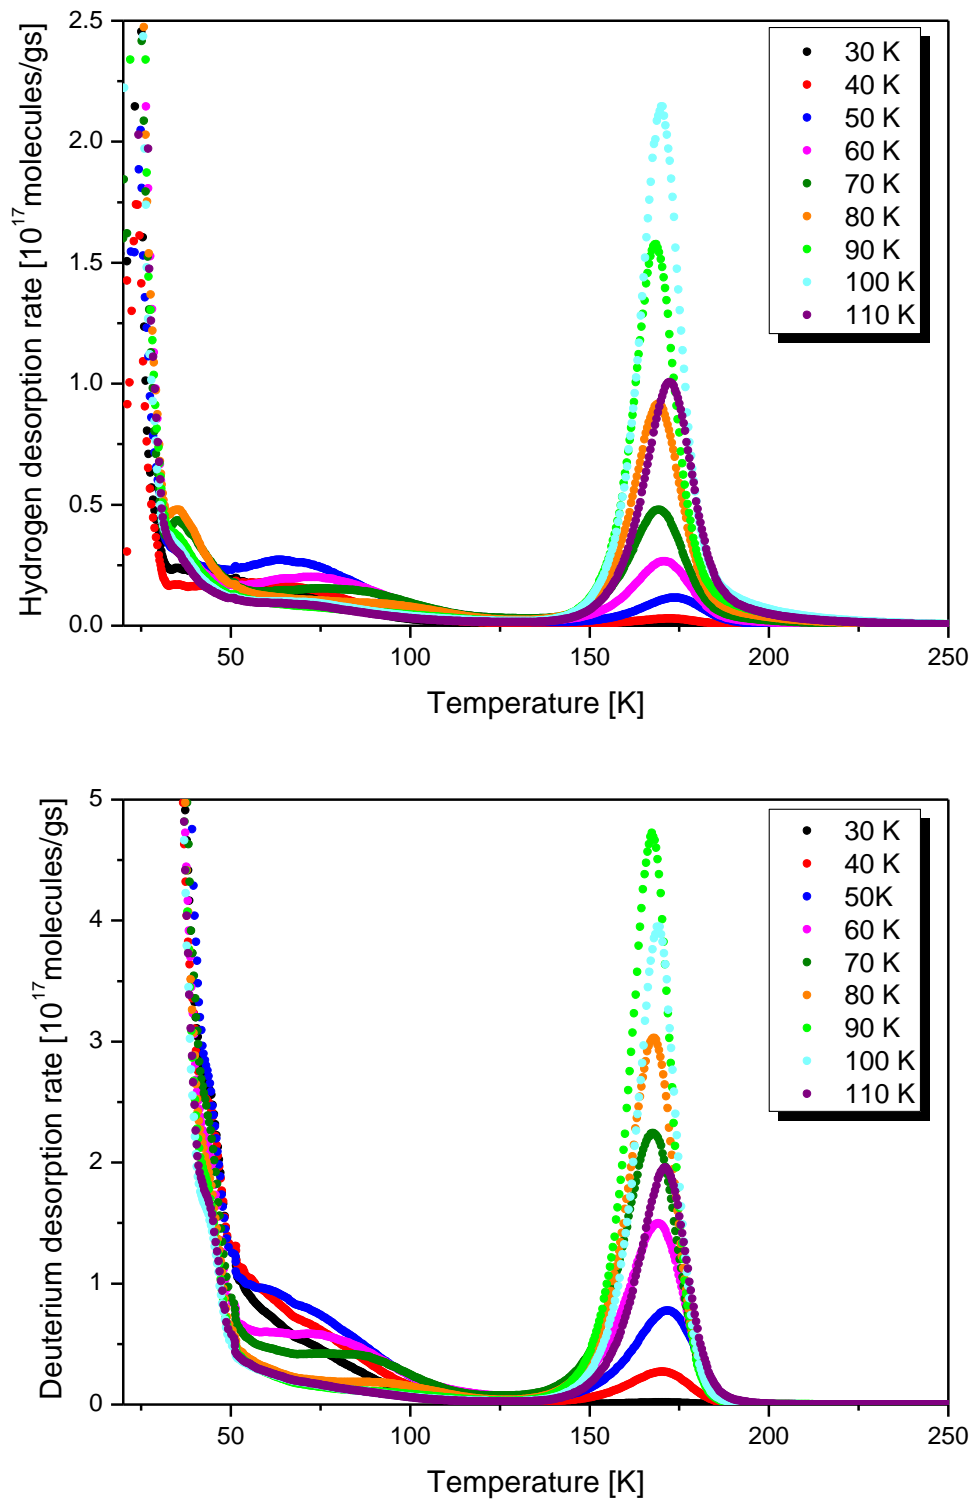 Hydrogen desorption rate [10^17 molecules/gs]
2.5
2.0
1.5
1.0
0.5
0.0
30 K
40 K
50 K
60 K
70 K
80 K
90 K
100 K
110 K
50 100 150 200 250
Temperature [K]
Deuterium desorption rate [10^17 molecules/gs]
5
4
3
2
1
0
30 K
40 K
50K
60 K
70 K
80 K
90 K
100 K
110 K
50 100 150 200 250
Temperature [K]